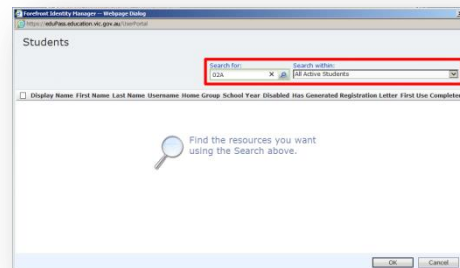 Forefront Identity Manager -- Webpage Dialog
https://eduPass.education.vic.gov.au/UserPortal
Students
Search for:
Search within:
02A
All Active Students
Display Name First Name Last Name Username Home Group School Year Disabled Has Generated Registration Letter First Use Completed
Find the resources you want
using the Search above.
OK
Cancel